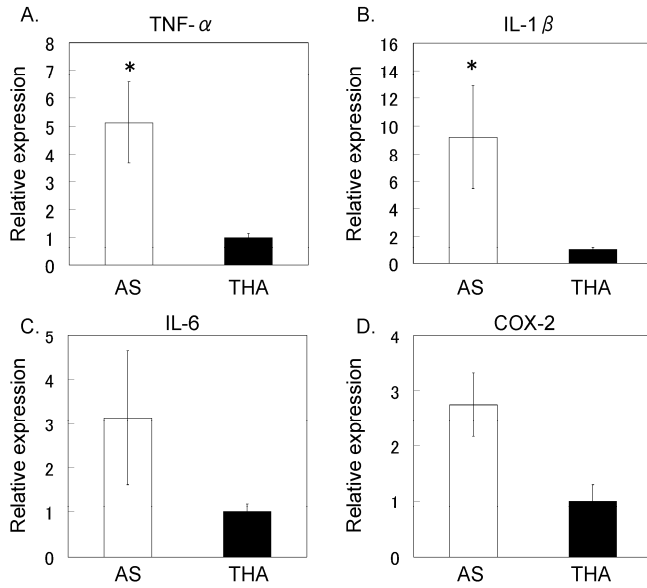 A.
TNF-α
Relative expression
8
7
6
5
4
3
2
1
0
*
AS
THA
B.
IL-1β
Relative expression
16
14
12
10
8
6
4
2
0
*
AS
THA
C.
IL-6
Relative expression
5
4
3
2
1
0
AS
THA
D.
COX-2
Relative expression
4
3
2
1
0
AS
THA